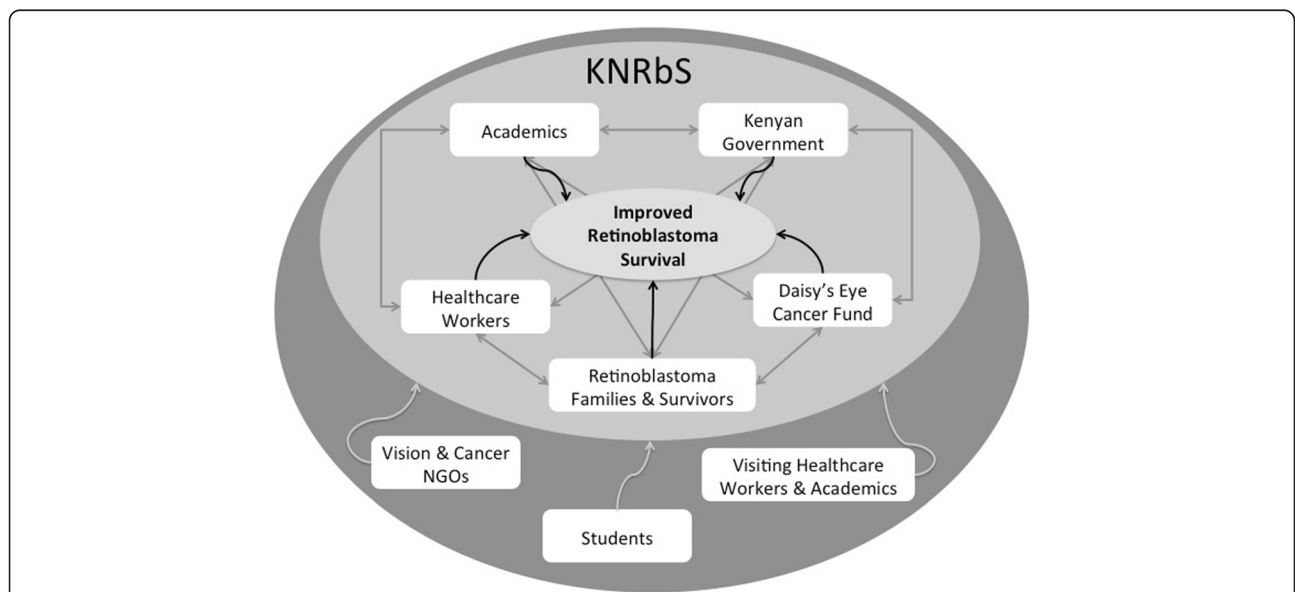 KNRbS
Academics
Kenyan
Government
Improved
Retinoblastoma
Survival
Healthcare
Workers
Daisy's Eye
Cancer Fund
Retinoblastoma
Families & Survivors
Vision & Cancer
NGOs
Visiting Healthcare
Workers & Academics
Students